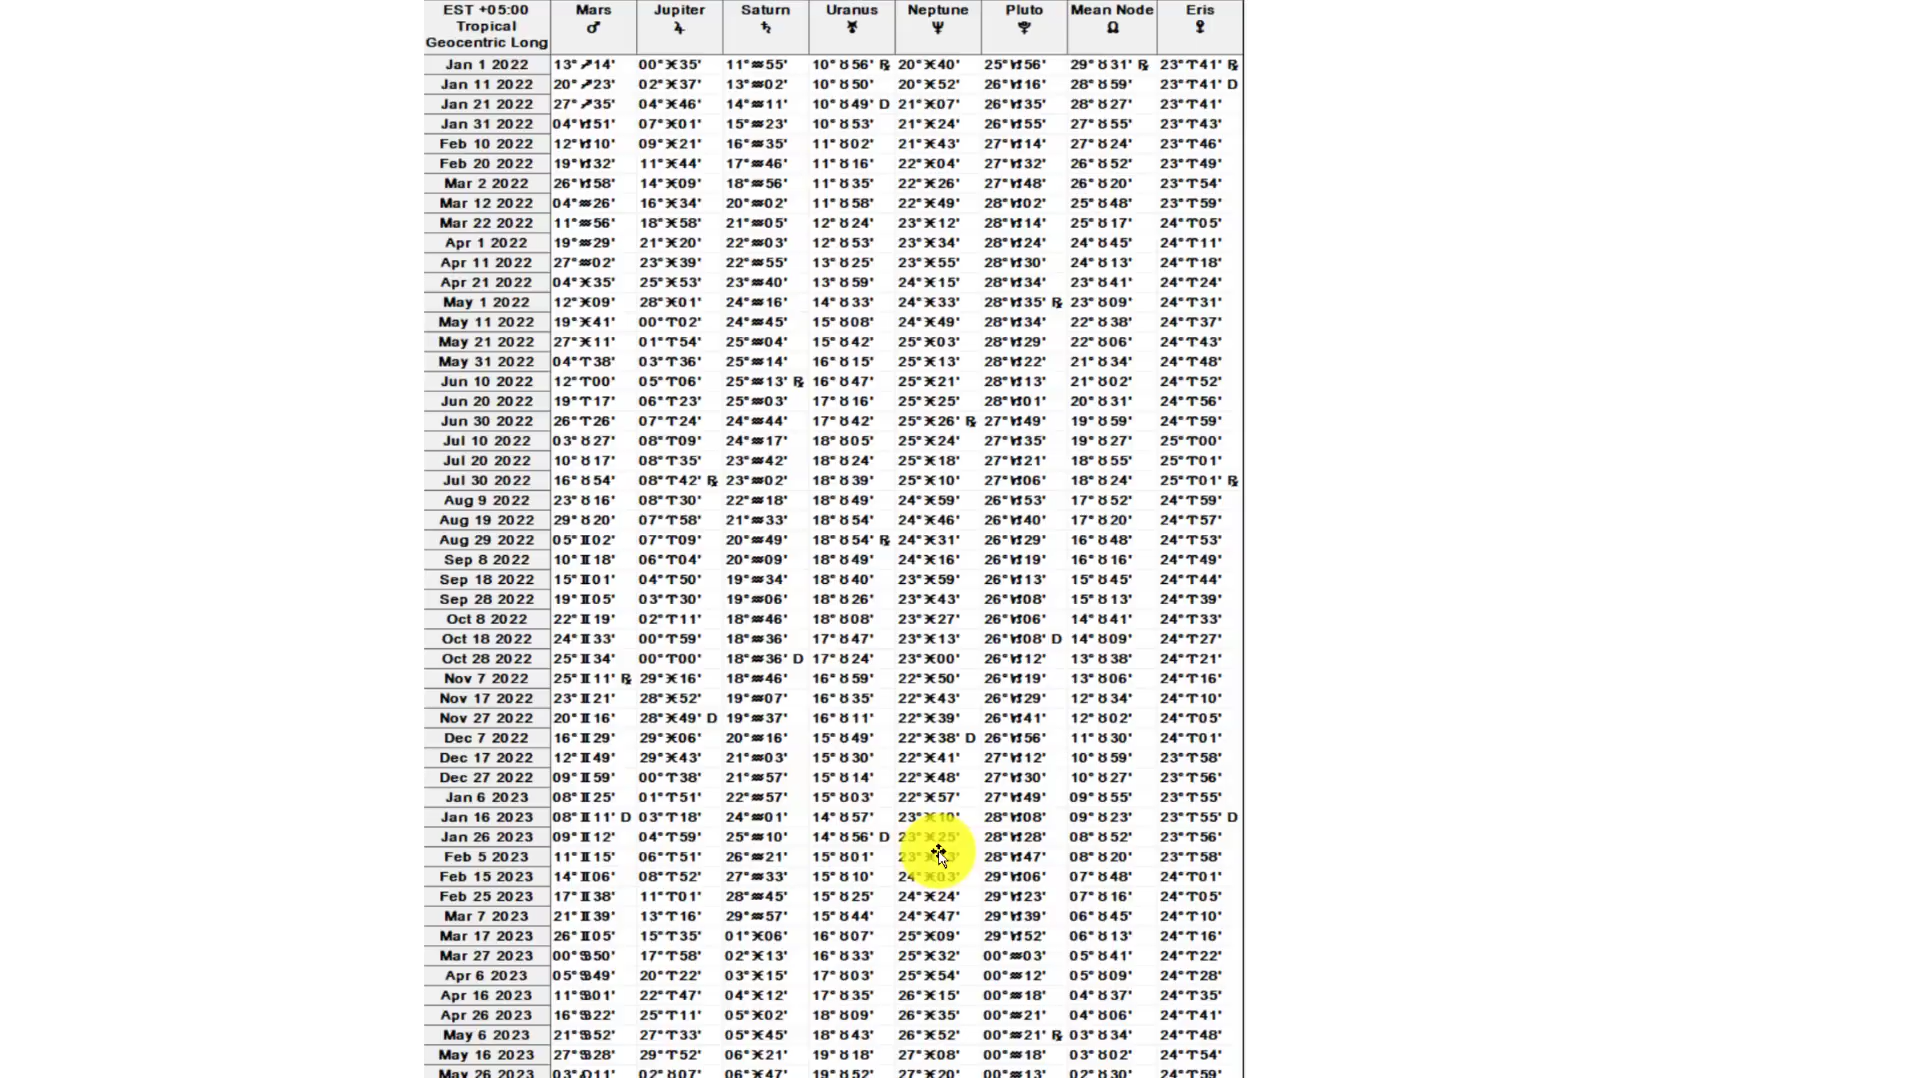 EST +05:00 Mars Jupiter Saturn Uranus Neptune Pluto Mean Node Eris
Tropical ♂ ♃ ♄ ♅ ♆ ♇ ☊
Geocentric Long
Jan 1 2022 13°♐14' 00°♓35' 11°♒55' 10°♉56' ℞ 20°♓40' 25°♑56' 29°♉31' ℞ 23°♈41' ℞
Jan 11 2022 20°♐23' 02°♓37' 13°♒02' 10°♉50' 20°♓52' 26°♑16' 28°♉59' 23°♈41' D
Jan 21 2022 27°♐35' 04°♓46' 14°♒11' 10°♉49' D 21°♓07' 26°♑35' 28°♉27' 23°♈41'
Jan 31 2022 04°♑51' 07°♓01' 15°♒23' 10°♉53' 21°♓24' 26°♑55' 27°♉55' 23°♈43'
Feb 10 2022 12°♑10' 09°♓21' 16°♒35' 11°♉02' 21°♓43' 27°♑14' 27°♉24' 23°♈46'
Feb 20 2022 19°♑32' 11°♓44' 17°♒46' 11°♉16' 22°♓04' 27°♑32' 26°♉52' 23°♈49'
Mar 2 2022 26°♑58' 14°♓09' 18°♒56' 11°♉35' 22°♓26' 27°♑48' 26°♉20' 23°♈54'
Mar 12 2022 04°♒26' 16°♓34' 20°♒02' 11°♉58' 22°♓49' 28°♑02' 25°♉48' 23°♈59'
Mar 22 2022 11°♒56' 18°♓58' 21°♒05' 12°♉24' 23°♓12' 28°♑14' 25°♉17' 24°♈05'
Apr 1 2022 19°♒29' 21°♓20' 22°♒03' 12°♉53' 23°♓34' 28°♑24' 24°♉45' 24°♈11'
Apr 11 2022 27°♒02' 23°♓39' 22°♒55' 13°♉25' 23°♓55' 28°♑30' 24°♉13' 24°♈18'
Apr 21 2022 04°♓35' 25°♓53' 23°♒40' 13°♉59' 24°♓15' 28°♑34' 23°♉41' 24°♈24'
May 1 2022 12°♓09' 28°♓01' 24°♒16' 14°♉33' 24°♓33' 28°♑35' ℞ 23°♉09' 24°♈31'
May 11 2022 19°♓41' 00°♈02' 24°♒45' 15°♉08' 24°♓49' 28°♑34' 22°♉38' 24°♈37'
May 21 2022 27°♓11' 01°♈54' 25°♒04' 15°♉42' 25°♓03' 28°♑29' 22°♉06' 24°♈43'
May 31 2022 04°♈38' 03°♈36' 25°♒14' 16°♉15' 25°♓13' 28°♑22' 21°♉34' 24°♈48'
Jun 10 2022 12°♈00' 05°♈06' 25°♒13' ℞ 16°♉47' 25°♓21' 28°♑13' 21°♉02' 24°♈52'
Jun 20 2022 19°♈17' 06°♈23' 25°♒03' 17°♉16' 25°♓25' 28°♑01' 20°♉31' 24°♈56'
Jun 30 2022 26°♈26' 07°♈24' 24°♒44' 17°♉42' 25°♓26' ℞ 27°♑49' 19°♉59' 24°♈59'
Jul 10 2022 03°♉27' 08°♈09' 24°♒17' 18°♉05' 25°♓24' 27°♑35' 19°♉27' 25°♈00'
Jul 20 2022 10°♉17' 08°♈35' 23°♒42' 18°♉24' 25°♓18' 27°♑21' 18°♉55' 25°♈01'
Jul 30 2022 16°♉54' 08°♈42' ℞ 23°♒02' 18°♉39' 25°♓10' 27°♑06' 18°♉24' 25°♈01' ℞
Aug 9 2022 23°♉16' 08°♈30' 22°♒18' 18°♉49' 24°♓59' 26°♑53' 17°♉52' 24°♈59'
Aug 19 2022 29°♉20' 07°♈58' 21°♒33' 18°♉54' 24°♓46' 26°♑40' 17°♉20' 24°♈57'
Aug 29 2022 05°♊02' 07°♈09' 20°♒49' 18°♉54' ℞ 24°♓31' 26°♑29' 16°♉48' 24°♈53'
Sep 8 2022 10°♊18' 06°♈04' 20°♒09' 18°♉49' 24°♓16' 26°♑19' 16°♉16' 24°♈49'
Sep 18 2022 15°♊01' 04°♈50' 19°♒34' 18°♉40' 23°♓59' 26°♑13' 15°♉45' 24°♈44'
Sep 28 2022 19°♊05' 03°♈30' 19°♒06' 18°♉26' 23°♓43' 26°♑08' 15°♉13' 24°♈39'
Oct 8 2022 22°♊19' 02°♈11' 18°♒46' 18°♉08' 23°♓27' 26°♑06' 14°♉41' 24°♈33'
Oct 18 2022 24°♊33' 00°♈59' 18°♒36' 17°♉47' 23°♓13' 26°♑08' D 14°♉09' 24°♈27'
Oct 28 2022 25°♊34' 00°♈00' 18°♒36' D 17°♉24' 23°♓00' 26°♑12' 13°♉38' 24°♈21'
Nov 7 2022 25°♊11' ℞ 29°♓16' 18°♒46' 16°♉59' 22°♓50' 26°♑19' 13°♉06' 24°♈16'
Nov 17 2022 23°♊21' 28°♓52' 19°♒07' 16°♉35' 22°♓43' 26°♑29' 12°♉34' 24°♈10'
Nov 27 2022 20°♊16' 28°♓49' D 19°♒37' 16°♉11' 22°♓39' 26°♑41' 12°♉02' 24°♈05'
Dec 7 2022 16°♊29' 29°♓06' 20°♒16' 15°♉49' 22°♓38' D 26°♑56' 11°♉30' 24°♈01'
Dec 17 2022 12°♊49' 29°♓43' 21°♒03' 15°♉30' 22°♓41' 27°♑12' 10°♉59' 23°♈58'
Dec 27 2022 09°♊59' 00°♈38' 21°♒57' 15°♉14' 22°♓48' 27°♑30' 10°♉27' 23°♈56'
Jan 6 2023 08°♊25' 01°♈51' 22°♒57' 15°♉03' 22°♓57' 27°♑49' 09°♉55' 23°♈55'
Jan 16 2023 08°♊11' D 03°♈18' 24°♒01' 14°♉57' 23°♓10' 28°♑08' 09°♉23' 23°♈55' D
Jan 26 2023 09°♊12' 04°♈59' 25°♒10' 14°♉56' D 23°♓25' 28°♑28' 08°♉52' 23°♈56'
Feb 5 2023 11°♊15' 06°♈51' 26°♒21' 15°♉01' 28°♑47' 08°♉20' 23°♈58'
Feb 15 2023 14°♊06' 08°♈52' 27°♒33' 15°♉10' 24°♓03' 29°♑06' 07°♉48' 24°♈01'
Feb 25 2023 17°♊38' 11°♈01' 28°♒45' 15°♉25' 24°♓24' 29°♑23' 07°♉16' 24°♈05'
Mar 7 2023 21°♊39' 13°♈16' 29°♒57' 15°♉44' 24°♓47' 29°♑39' 06°♉45' 24°♈10'
Mar 17 2023 26°♊05' 15°♈35' 01°♓06' 16°♉07' 25°♓09' 29°♑52' 06°♉13' 24°♈16'
Mar 27 2023 00°♋50' 17°♈58' 02°♓13' 16°♉33' 25°♓32' 00°♒03' 05°♉41' 24°♈22'
Apr 6 2023 05°♋49' 20°♈22' 03°♓15' 17°♉03' 25°♓54' 00°♒12' 05°♉09' 24°♈28'
Apr 16 2023 11°♋01' 22°♈47' 04°♓12' 17°♉35' 26°♓15' 00°♒18' 04°♉37' 24°♈35'
Apr 26 2023 16°♋22' 25°♈11' 05°♓02' 18°♉09' 26°♓35' 00°♒21' 04°♉06' 24°♈41'
May 6 2023 21°♋52' 27°♈33' 05°♓45' 18°♉43' 26°♓52' 00°♒21' ℞ 03°♉34' 24°♈48'
May 16 2023 27°♋28' 29°♈52' 06°♓21' 19°♉18' 27°♓08' 00°♒18' 03°♉02' 24°♈54'
May 26 2023 03°♌11' 02°♉07' 06°♓47' 19°♉52' 27°♓20' 00°♒13' 02°♉30' 24°♈59'